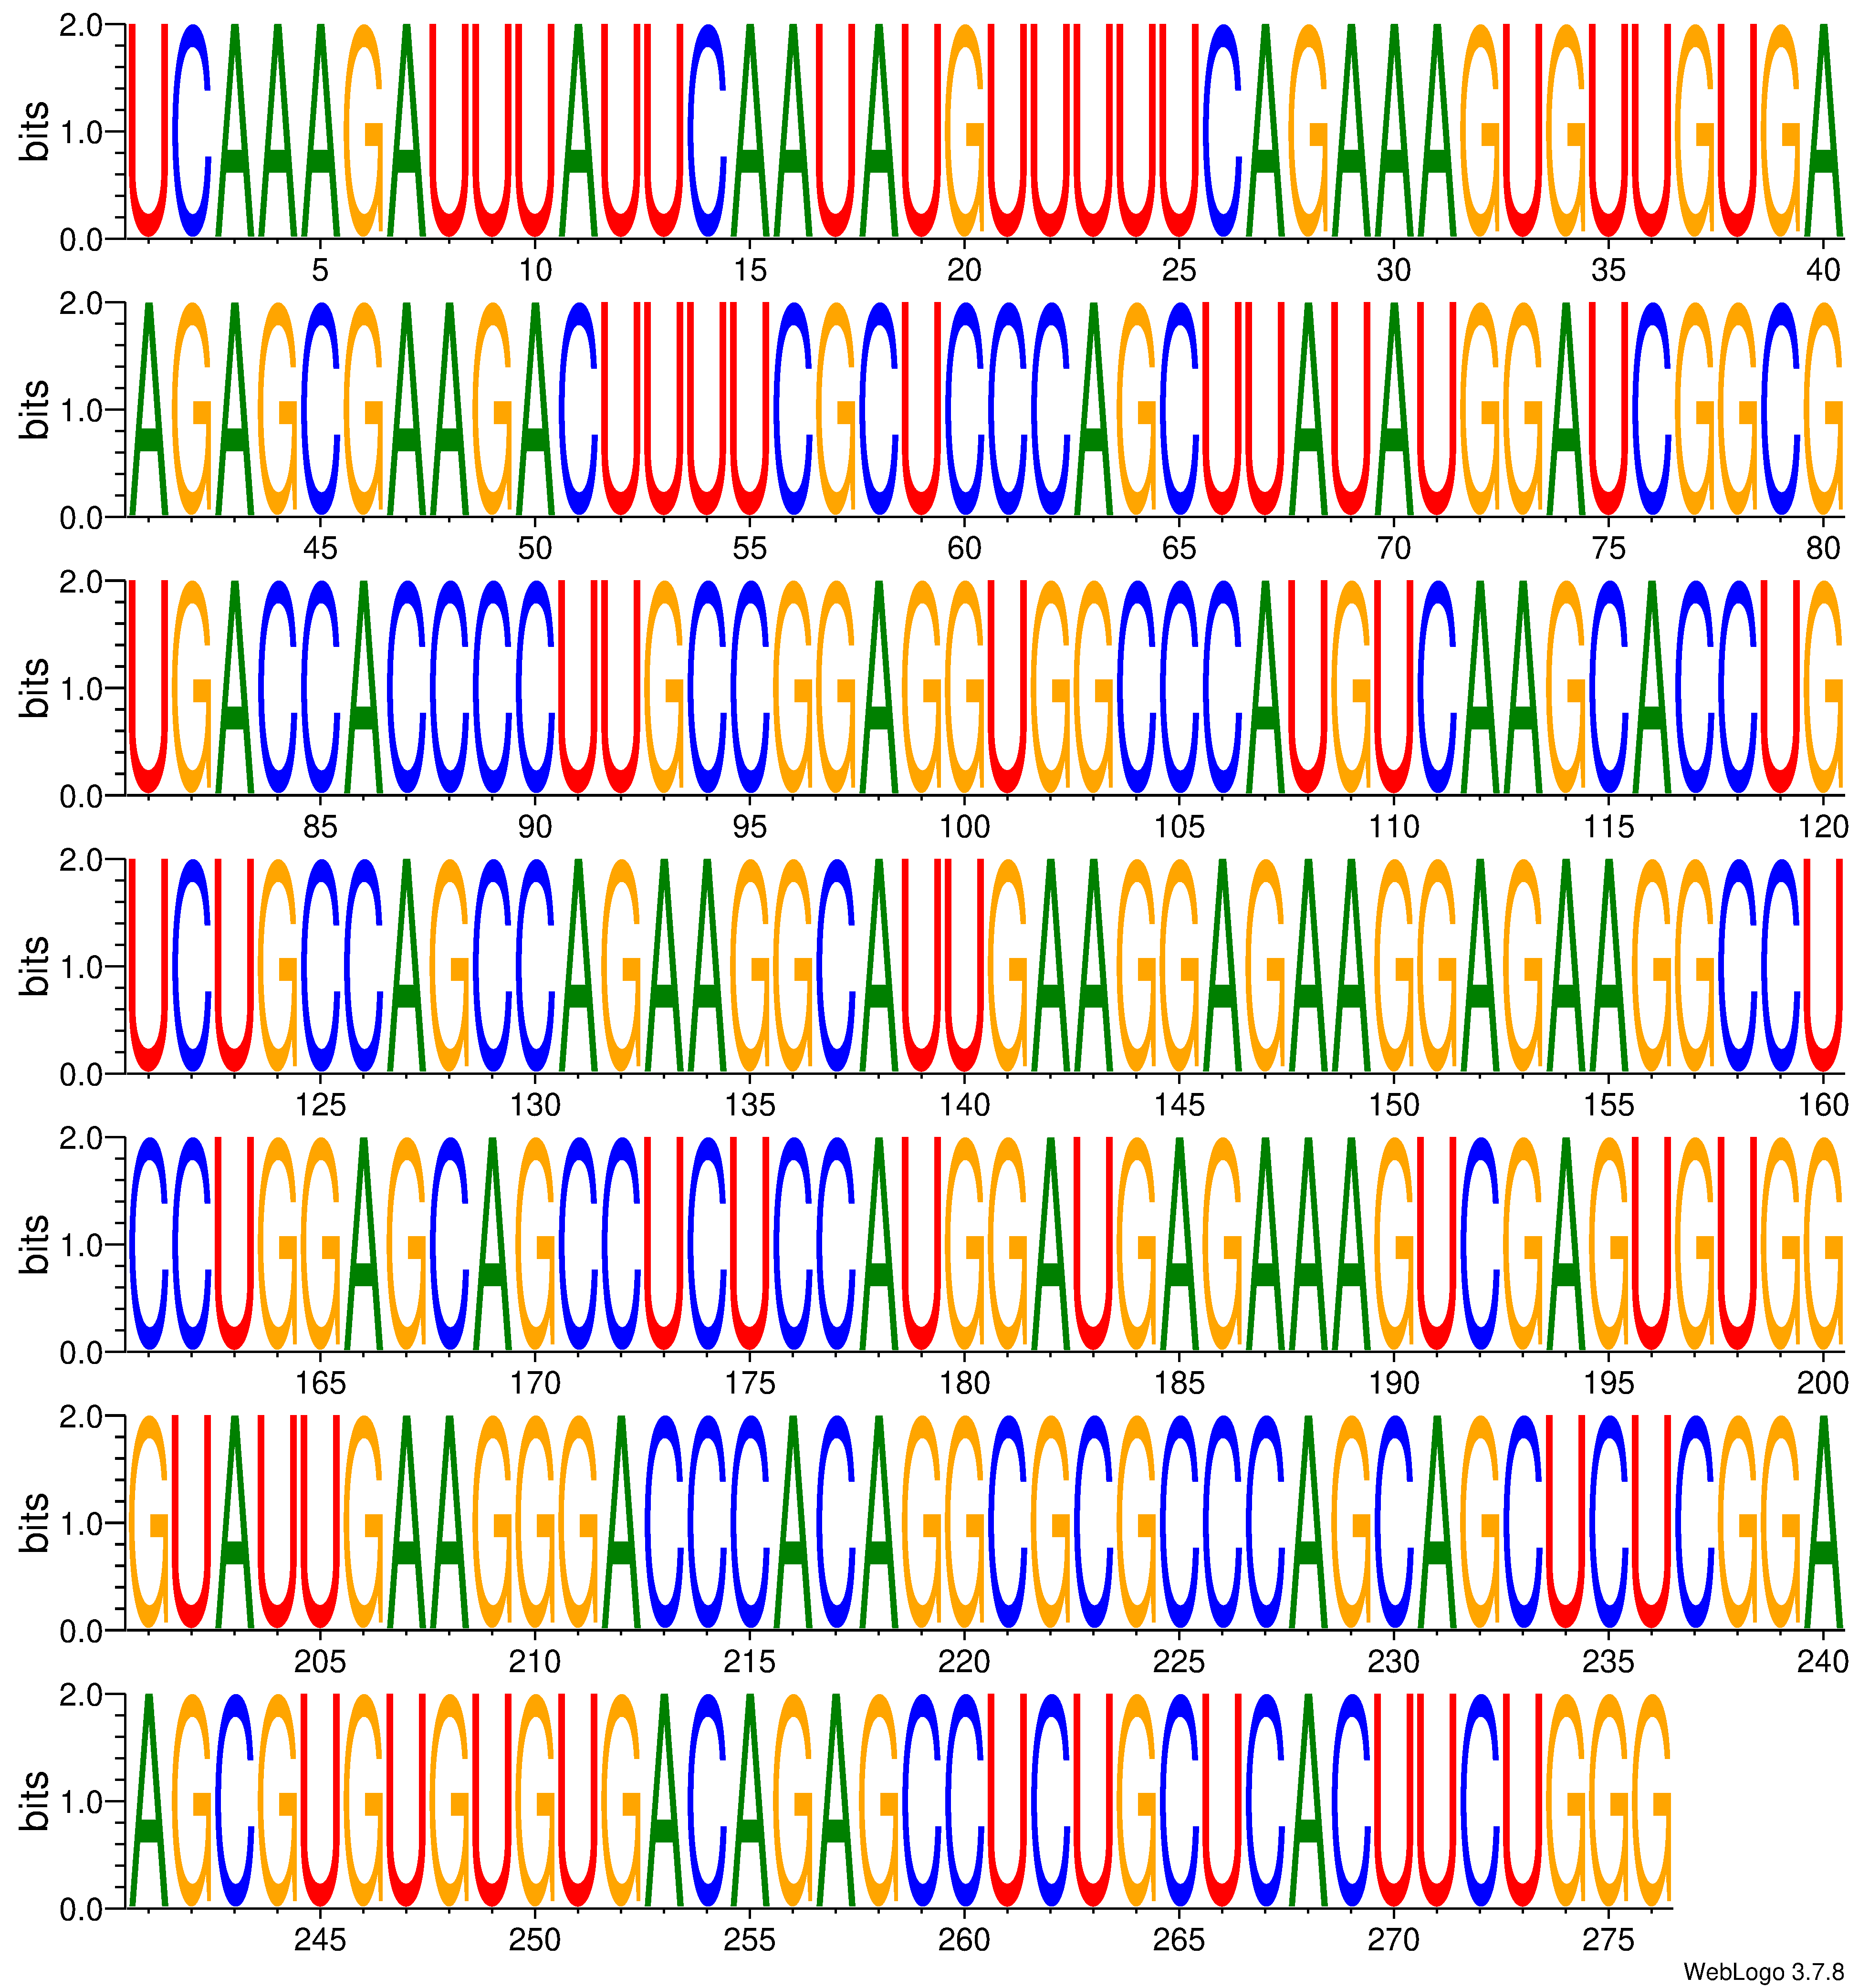 2.0
bits
1.0
0.0
UCAAAGAUUUAUUCAAUAUGUUUUUCAGAAAGUGUUGUGA
5 10 15 20 25 30 35 40
2.0
bits
1.0
0.0
AGAGCGAAGACUUUUCGCUCCCAGCUUAUAUGGAUCGGCG
45 50 55 60 65 70 75 80
2.0
bits
1.0
0.0
UGACCACCCCUUGCCGGAGGUGGCCCAUGUCAAGCACCUG
85 90 95 100 105 110 115 120
2.0
bits
1.0
0.0
UCUGCCAGCCAGAAGGCAUUGAAGGAGAAGGAGAAGGCCU
125 130 135 140 145 150 155 160
2.0
bits
1.0
0.0
CCUGGAGCAGCCUCUCCAUGGAUGAGAAAGUCGAGUGUGG
165 170 175 180 185 190 195 200
2.0
bits
1.0
0.0
GUAUUGAAGGGACCCACAGGCGCGCCCAGCAGCUCUCGGA
205 210 215 220 225 230 235 240
2.0
bits
1.0
0.0
AGCGUGUGUGUGACAGAGCCUCUGCUCACUUCUGGG
245 250 255 260 265 270 275
WebLogo 3.7.8